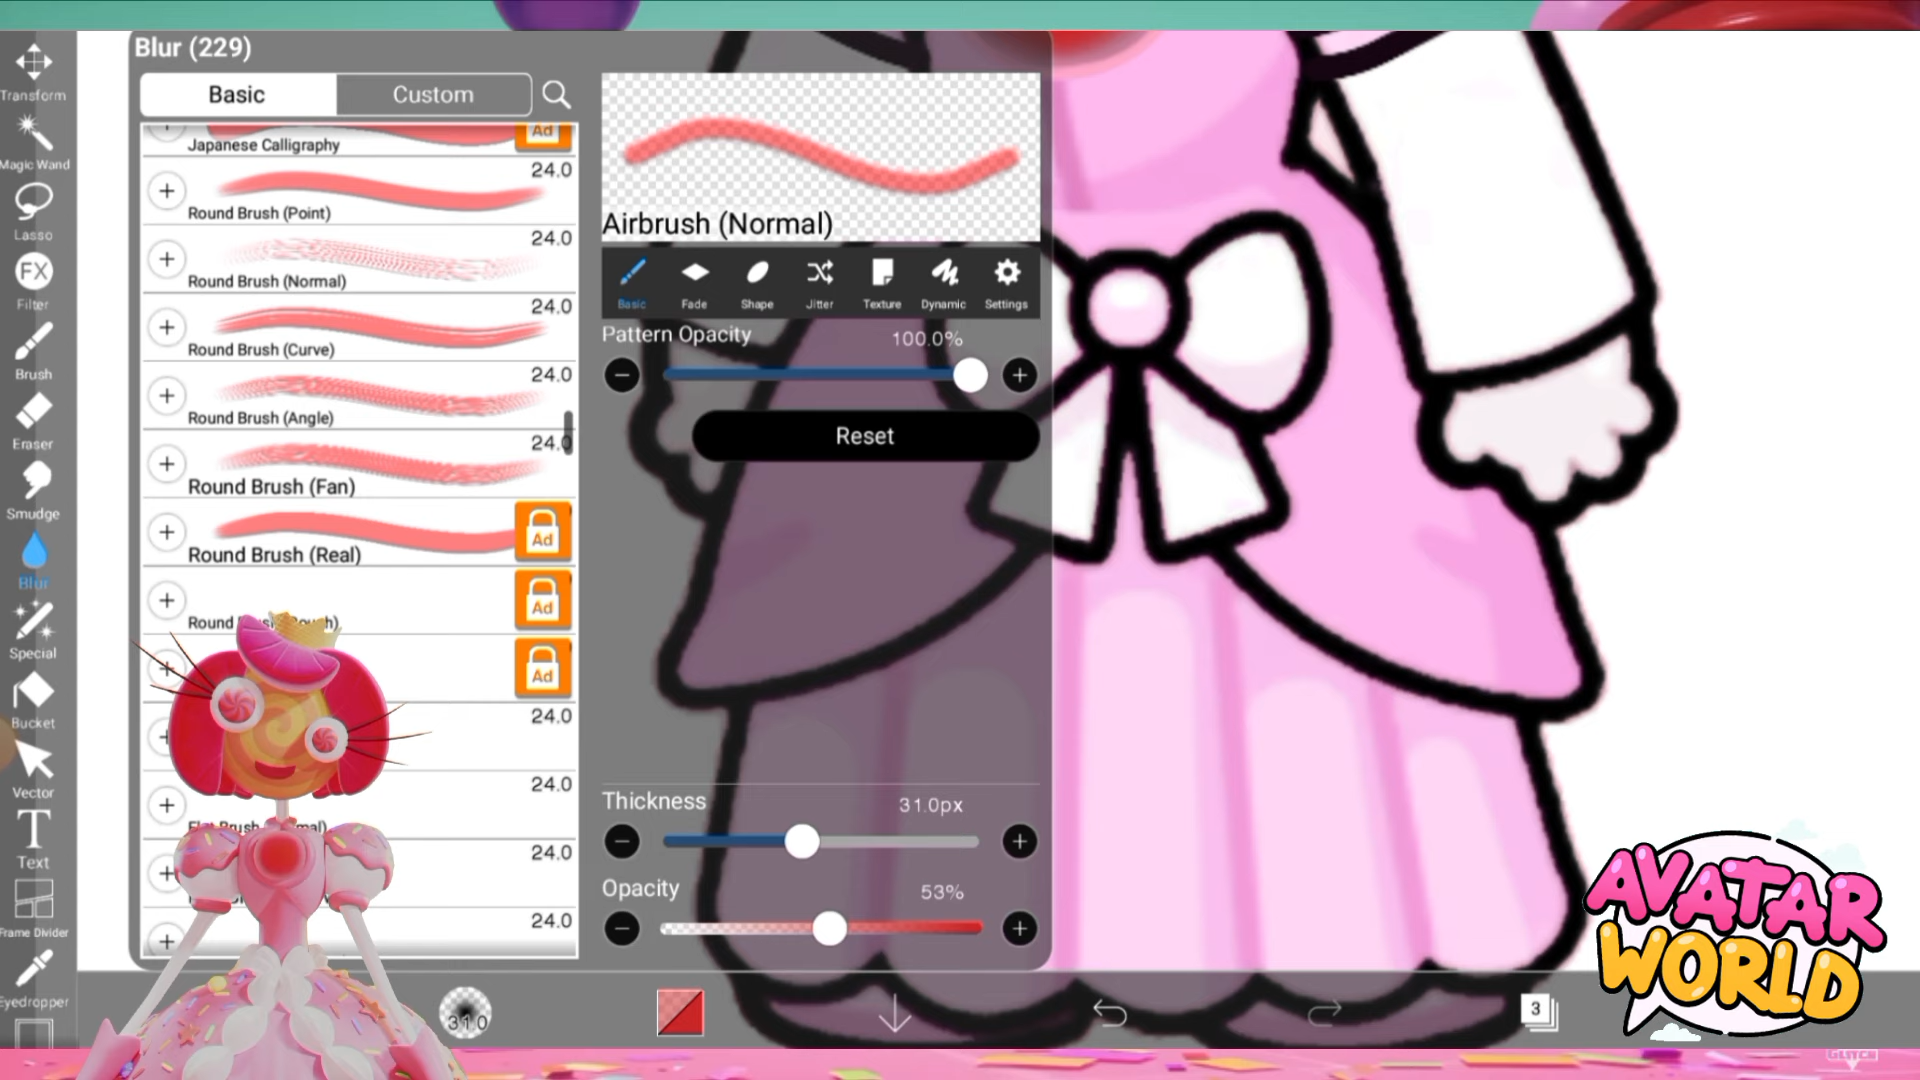 Blur (229)
Basic
Custom
Ad
Japanese Calligraphy
24.0
Round Brush (Point)
24.0
Round Brush (Normal)
24.0
Round Brush (Curve)
24.0
Round Brush (Angle)
24.0
Round Brush (Fan)
Ad
Round Brush (Real)
Ad
Round
Ad
24.0
24.0
24.0
24.0
Airbrush (Normal)
Basic
Fade
Shape
Jitter
Texture
Dynamic
Settings
Pattern Opacity
100.0%
Reset
Thickness
31.0px
Opacity
53%
Transform
Magic Wand
Lasso
FX
Filter
Brush
Eraser
Smudge
Blur
Special
Bucket
Vector
T
Text
Frame Divider
Eyedropper
31.0
3
AVATAR
WORLD
GLITCH